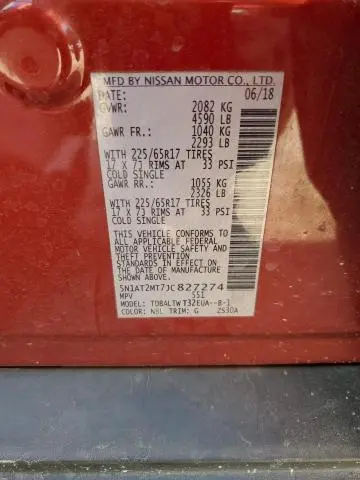 MFD BY NISSAN MOTOR CO., LTD.
DATE: 06/18
GVWR: 2082 KG
4590 LB
GAWR FR.: 1040 KG
2293 LB
WITH 225/65R17 TIRES
17 X 7J RIMS AT 33 PSI
COLD SINGLE
GAWR RR.: 1055 KG
2326 LB
WITH 225/65R17 TIRES
17 X 7J RIMS AT 33 PSI
COLD SINGLE
THIS VEHICLE CONFORMS TO ALL
APPLICABLE FEDERAL
MOTOR VEHICLE SAFETY AND
THEFT PREVENTION
STANDARDS IN EFFECT ON THE
DATE OF MANUFACTURE
SHOWN ABOVE.
5N1AT2MT7JC827274
MPV 551
MODEL: TDBALTW T32EUA--B-1
COLOR: NBL TRIM: G ZS30A